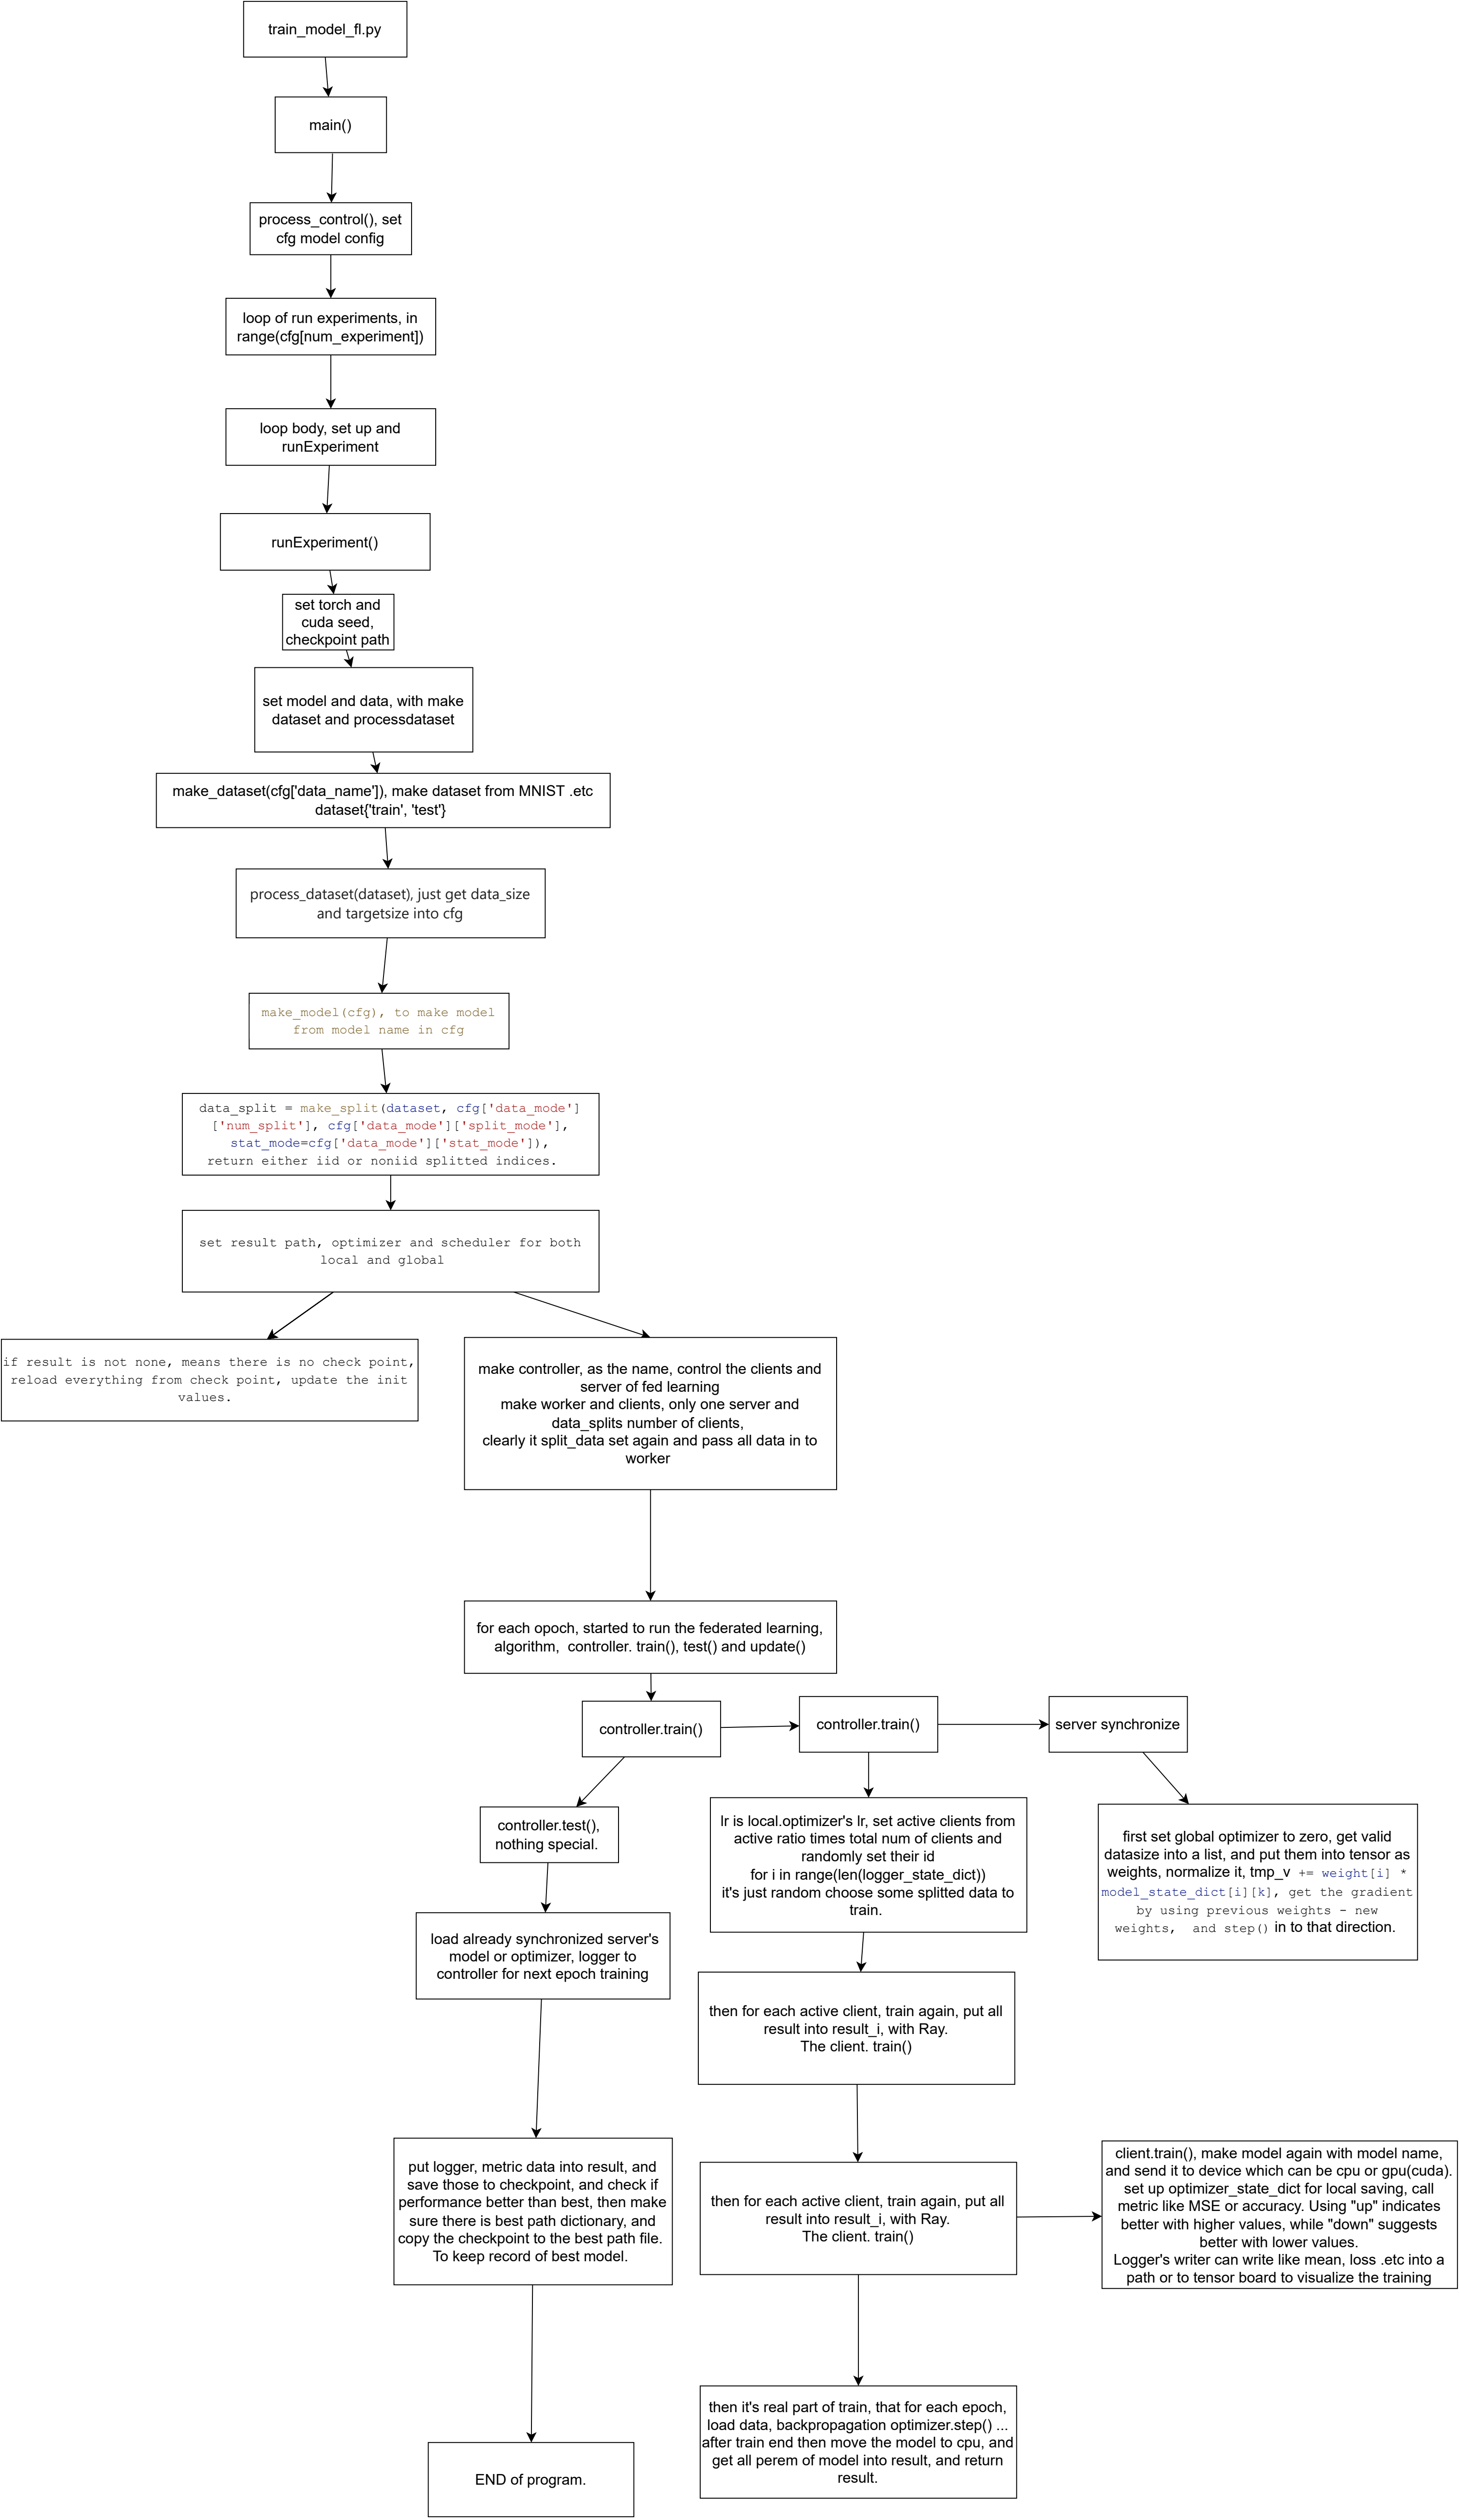 train_model_fl.py
main()
process_control(), set
cfg model config
loop of run experiments, in
range(cfg[num_experiment])
loop body, set up and
runExperiment
runExperiment()
set torch and
cuda seed,
checkpoint path
set model and data, with make
dataset and processdataset
make_dataset(cfg['data_name']), make dataset from MNIST .etc
dataset{'train', 'test'}
process_dataset(dataset), just get data_size
and targetsize into cfg
make_model(cfg), to make model
from model name in cfg
data_split = make_split(dataset, cfg['data_mode']
['num_split'], cfg['data_mode']['split_mode'],
stat_mode=cfg['data_mode']['stat_mode']),
return either iid or noniid splitted indices.
set result path, optimizer and scheduler for both
local and global
if result is not none, means there is no check point,
reload everything from check point, update the init
values.
make controller, as the name, control the clients and
server of fed learning
make worker and clients, only one server and
data_splits number of clients,
clearly it split_data set again and pass all data in to
worker
for each opoch, started to run the federated learning,
algorithm,  controller. train(), test() and update()
controller.train()
controller.train()
server synchronize
controller.test(),
nothing special.
lr is local.optimizer's lr, set active clients from
active ratio times total num of clients and
randomly set their id
for i in range(len(logger_state_dict))
it's just random choose some splitted data to
train.
first set global optimizer to zero, get valid
datasize into a list, and put them into tensor as
weights, normalize it, tmp_v += weight[i] *
model_state_dict[i][k], get the gradient
by using previous weights - new
weights,  and step() in to that direction.
load already synchronized server's
model or optimizer, logger to
controller for next epoch training
then for each active client, train again, put all
result into result_i, with Ray.
The client. train()
put logger, metric data into result, and
save those to checkpoint, and check if
performance better than best, then make
sure there is best path dictionary, and
copy the checkpoint to the best path file.
To keep record of best model.
then for each active client, train again, put all
result into result_i, with Ray.
The client. train()
client.train(), make model again with model name,
and send it to device which can be cpu or gpu(cuda).
set up optimizer_state_dict for local saving, call
metric like MSE or accuracy. Using "up" indicates
better with higher values, while "down" suggests
better with lower values.
Logger's writer can write like mean, loss .etc into a
path or to tensor board to visualize the training
then it's real part of train, that for each epoch,
load data, backpropagation optimizer.step() ...
after train end then move the model to cpu, and
get all perem of model into result, and return
result.
END of program.